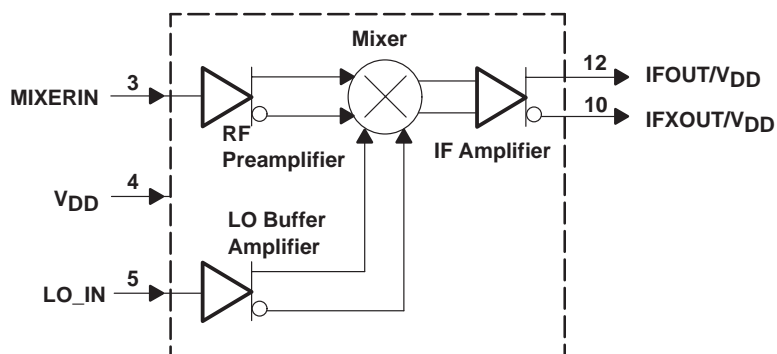 Mixer
3
MIXERIN
12
IFOUT/VDD
10
IFXOUT/VDD
RF
Preamplifier
IF Amplifier
4
VDD
LO Buffer
Amplifier
5
LO_IN